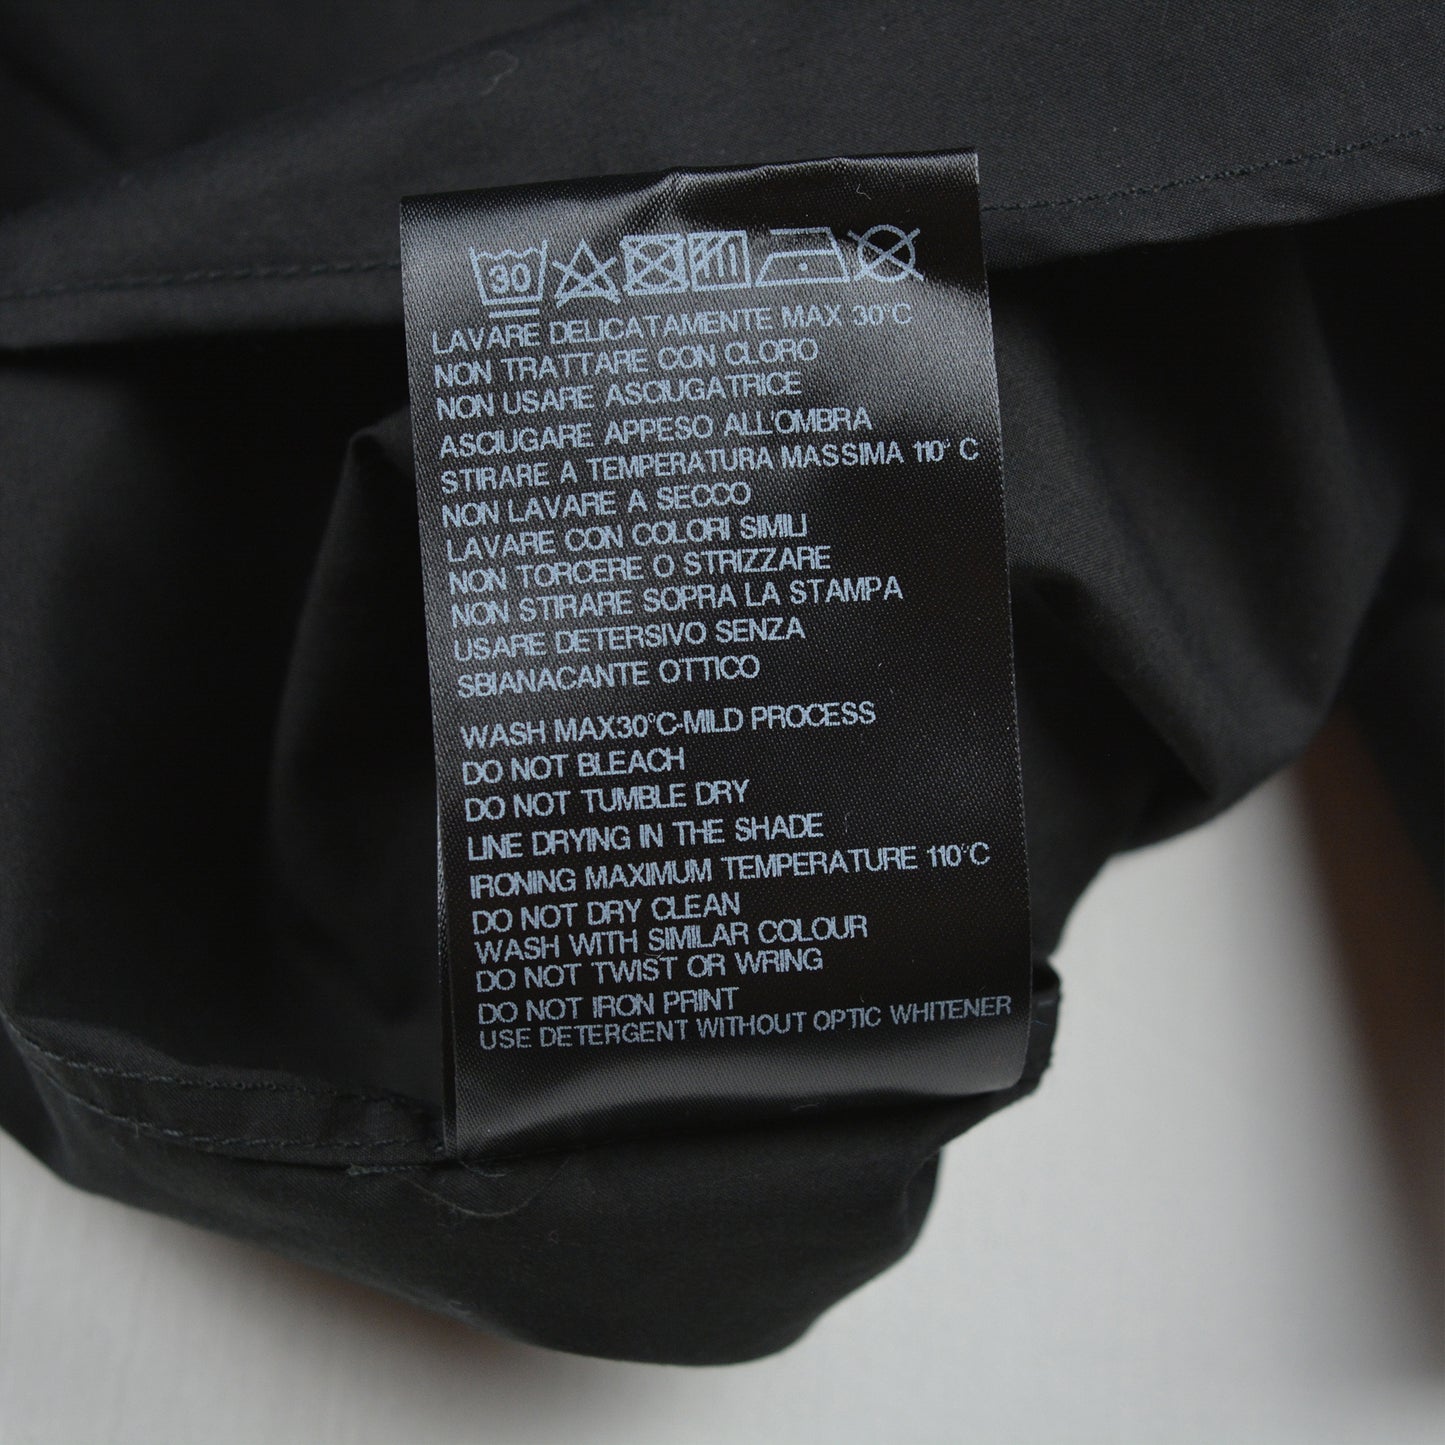 30
LAVARE DELICATAMENTE MAX 30°C
NON TRATTARE CON CLORO
NON USARE ASCIUGATRICE
ASCIUGARE APPESO ALL'OMBRA
STIRARE A TEMPERATURA MASSIMA 110° C
NON LAVARE A SECCO
LAVARE CON COLORI SIMILI
NON TORCERE O STRIZZARE
NON STIRARE SOPRA LA STAMPA
USARE DETERSIVO SENZA
SBIANACANTE OTTICO
WASH MAX30°C-MILD PROCESS
DO NOT BLEACH
DO NOT TUMBLE DRY
LINE DRYING IN THE SHADE
IRONING MAXIMUM TEMPERATURE 110°C
DO NOT DRY CLEAN
WASH WITH SIMILAR COLOUR
DO NOT TWIST OR WRING
DO NOT IRON PRINT
USE DETERGENT WITHOUT OPTIC WHITENER